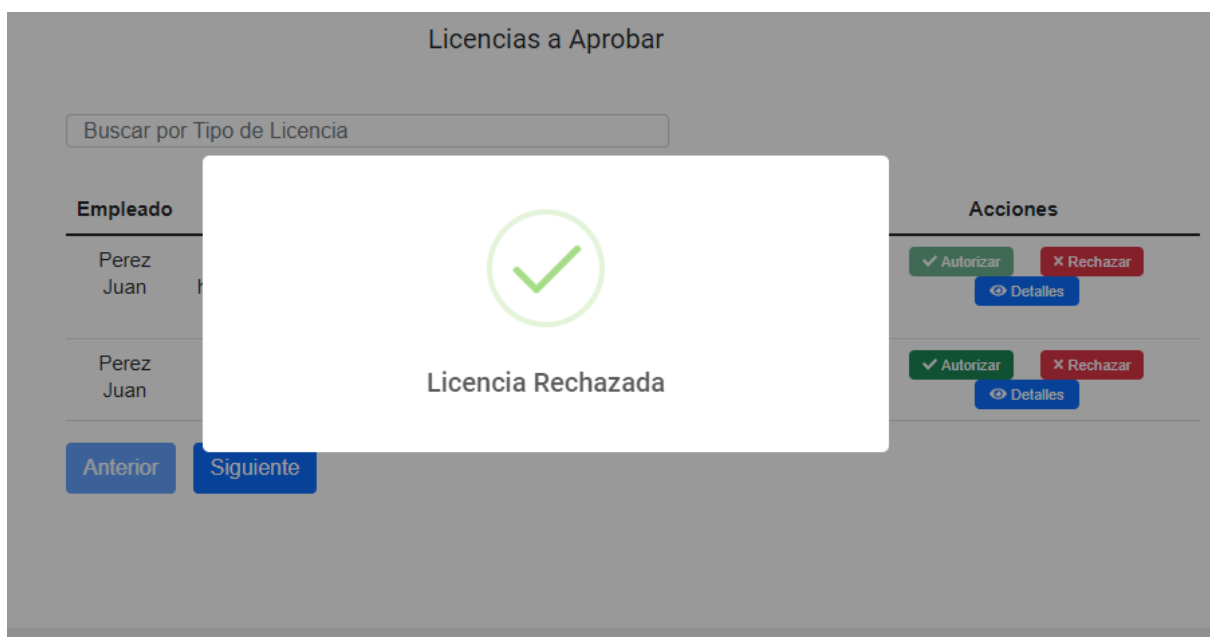 Licencias a Aprobar
Buscar por Tipo de Licencia
Empleado Acciones
Perez
Juan
Autorizar Rechazar
Detalles
Perez
Juan
Autorizar Rechazar
Detalles
Licencia Rechazada
Anterior Siguiente